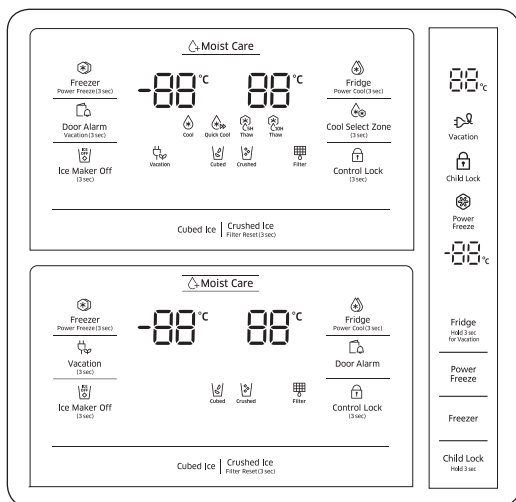 Moist Care
Freezer
Power Freeze (3 sec)
-88 °C
88 °C
Fridge
Power Cool (3 sec)
Door Alarm
Vacation (3 sec)
Cool
Quick Cool
5H
Thaw
10H
Thaw
Cool Select Zone
(3 sec)
ICE
OFF
Ice Maker Off
(3 sec)
Vacation
Cubed
Crushed
Filter
Control Lock
(3 sec)
Cubed Ice
Crushed Ice
Filter Reset (3 sec)
Moist Care
Freezer
Power Freeze (3 sec)
-88 °C
88 °C
Fridge
Power Cool (3 sec)
Vacation
(3 sec)
Door Alarm
ICE
OFF
Ice Maker Off
(3 sec)
Cubed
Crushed
Filter
Control Lock
(3 sec)
Cubed Ice
Crushed Ice
Filter Reset (3 sec)
88 °C
Vacation
Child Lock
Power
Freeze
-88 °C
Fridge
Hold 3 sec
for Vacation
Power
Freeze
Freezer
Child Lock
Hold 3 sec